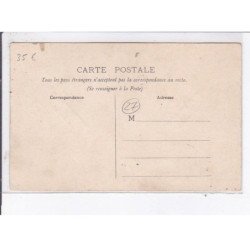 35 €
CARTE POSTALE
Tous les pays étrangers n'acceptent pas la correspondance au recto.
(Se renseigner à la Poste)
Correspondance Adresse
27
M